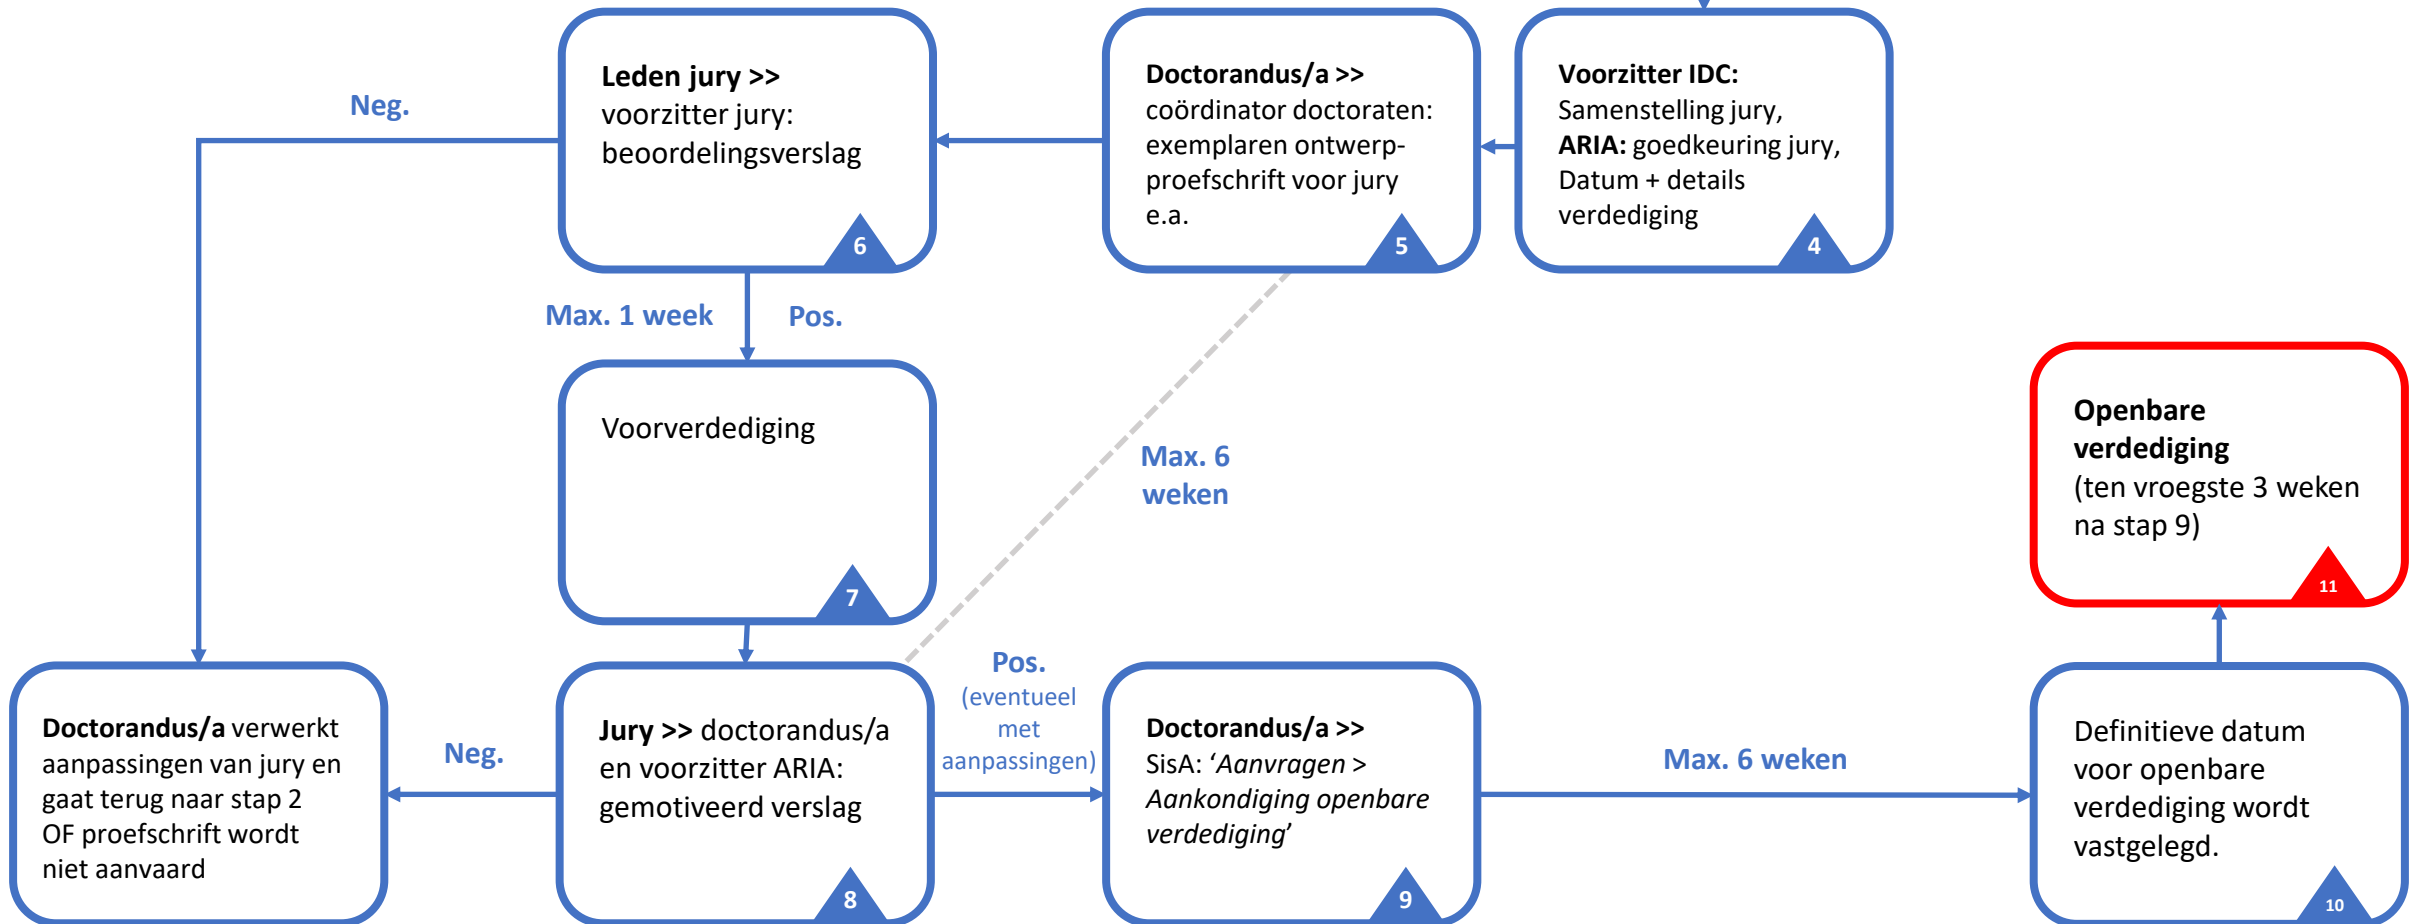 Neg.
Leden jury >>
voorzitter jury:
beoordelingsverslag
6
Doctorandus/a >>
coördinator doctoraten:
exemplaren ontwerp-
proefschrift voor jury
e.a.
5
Voorzitter IDC:
Samenstelling jury,
ARIA: goedkeuring jury,
Datum + details
verdediging
4
Max. 1 week
Pos.
Voorverdediging
7
Max. 6
weken
Openbare
verdediging
(ten vroegste 3 weken
na stap 9)
11
Doctorandus/a verwerkt
aanpassingen van jury en
gaat terug naar stap 2
OF proefschrift wordt
niet aanvaard
Neg.
Jury >> doctorandus/a
en voorzitter ARIA:
gemotiveerd verslag
8
Pos.
(eventueel
met
aanpassingen)
Doctorandus/a >>
SisA: ‘Aanvragen >
Aankondiging openbare
verdediging’
9
Max. 6 weken
Definitieve datum
voor openbare
verdediging wordt
vastgelegd.
10